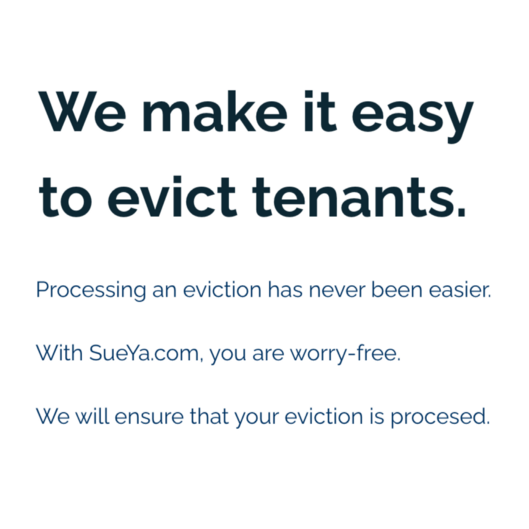 We make it easy
to evict tenants.
Processing an eviction has never been easier.
With SueYa.com, you are worry-free.
We will ensure that your eviction is procesed.